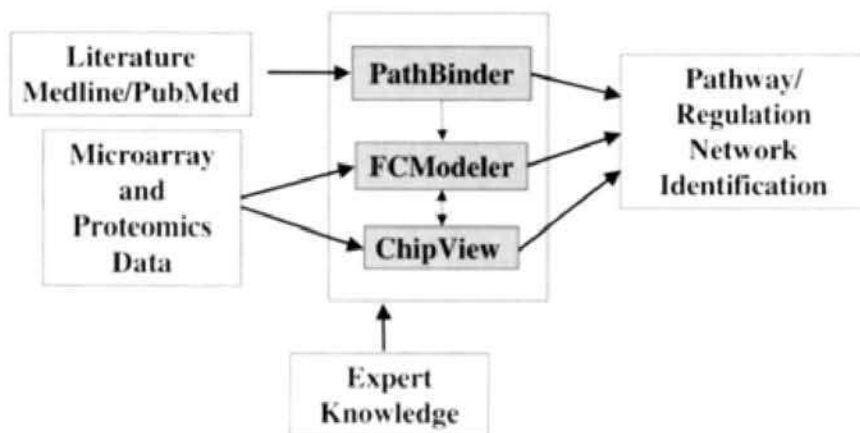 Literature
Medline/PubMed
PathBinder
Pathway/
Regulation
Network
Identification
Microarray
and
Proteomics
Data
FCModeler
ChipView
Expert
Knowledge